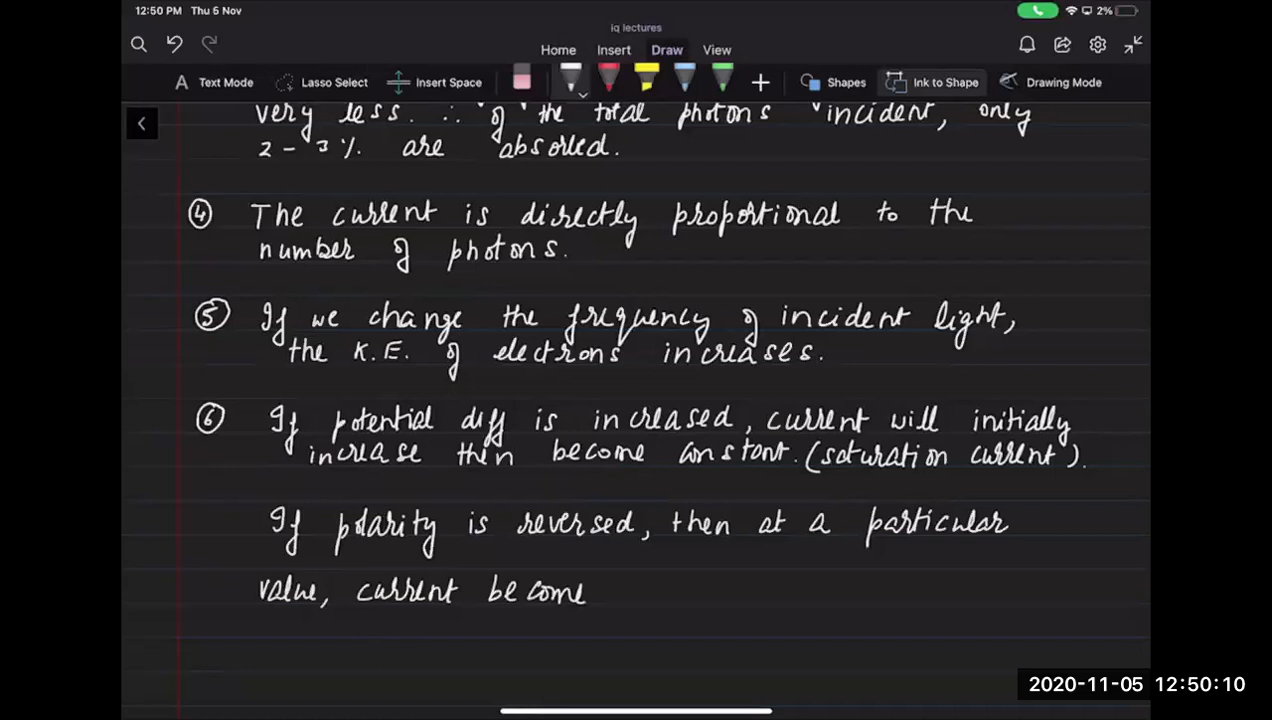 12:50 PM Thu 5 Nov
2%
iq lectures
Home Insert Draw View
Text Mode Lasso Select Insert Space Shapes Ink to Shape Drawing Mode
very less. ∴ of the total photons incident, only
2 - 3 % are absorbed.
④ The current is directly proportional to the
number of photons.
⑤ If we change the frequency of incident light,
the K.E. of electrons increases.
⑥ If potential diff is increased, current will initially
increase then become constant. (saturation current).
If polarity is reversed, then at a particular
value, current become
2020-11-05 12:50:10